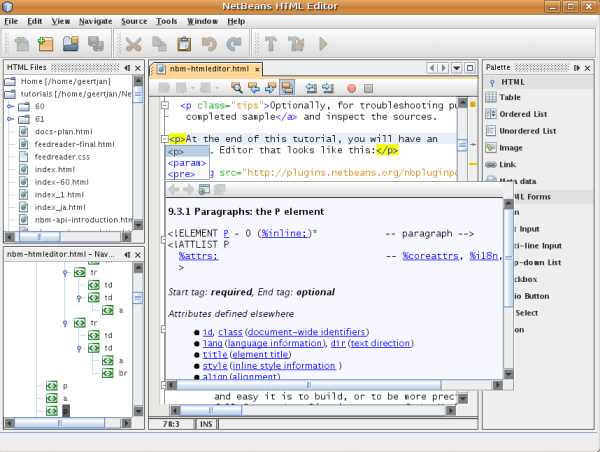 NetBeans HTML Editor
File Edit View Navigate Source Tools Window Help
HTML Files
Home [/home/geertjan]
tutorials [/home/geertjan/Ne
60
61
docs-plan.html
feedreader-final.html
feedreader.css
index.html
index-60.html
index_1.html
index_ja.html
nbm-api-introduction.htm
nbm-htmleditor.html - Nav...
tr
td
td
a
tr
td
td
a
br
p
a
p
nbm-htmleditor.html
<p class="tips">Optionally, for troubleshooting pu
completed sample</a> and inspect the sources.
<p>At the end of this tutorial, you will have an
Editor that looks like this:</p>
<p>
<param>
<pre>
g src="http://plugins.netbeans.org/nbpluginpo
9.3.1 Paragraphs: the P element
<!ELEMENT P - O (%inline;)* -- paragraph -->
<!ATTLIST P
%attrs; -- %coreattrs, %i18n,
>
Start tag: required, End tag: optional
Attributes defined elsewhere
id, class (document-wide identifiers)
lang (language information), dir (text direction)
title (element title)
style (inline style information )
align (alignment)
and easy it is to build, or to be more prec
78:3 INS
Palette
HTML
Table
Ordered List
Unordered List
Image
Link
Meta data
ML Forms
Input
ti-line Input
p-down List
ckbox
io Button
Select
on